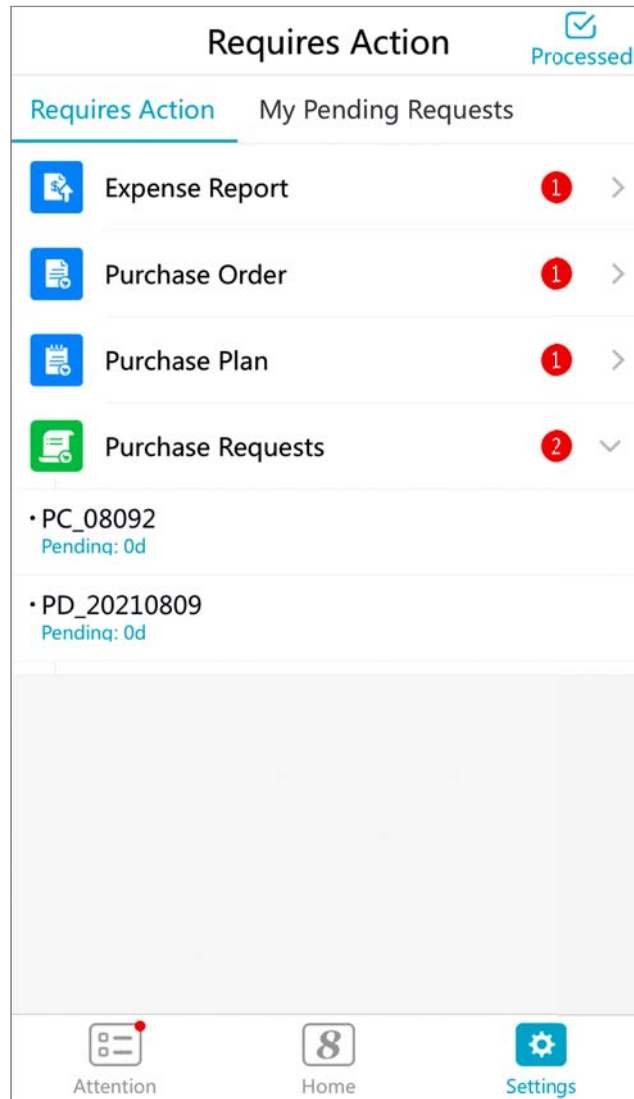 Requires Action
Processed
Requires Action My Pending Requests
Expense Report 1
Purchase Order 1
Purchase Plan 1
Purchase Requests 2
· PC_08092
Pending: 0d
· PD_20210809
Pending: 0d
8
Attention Home Settings